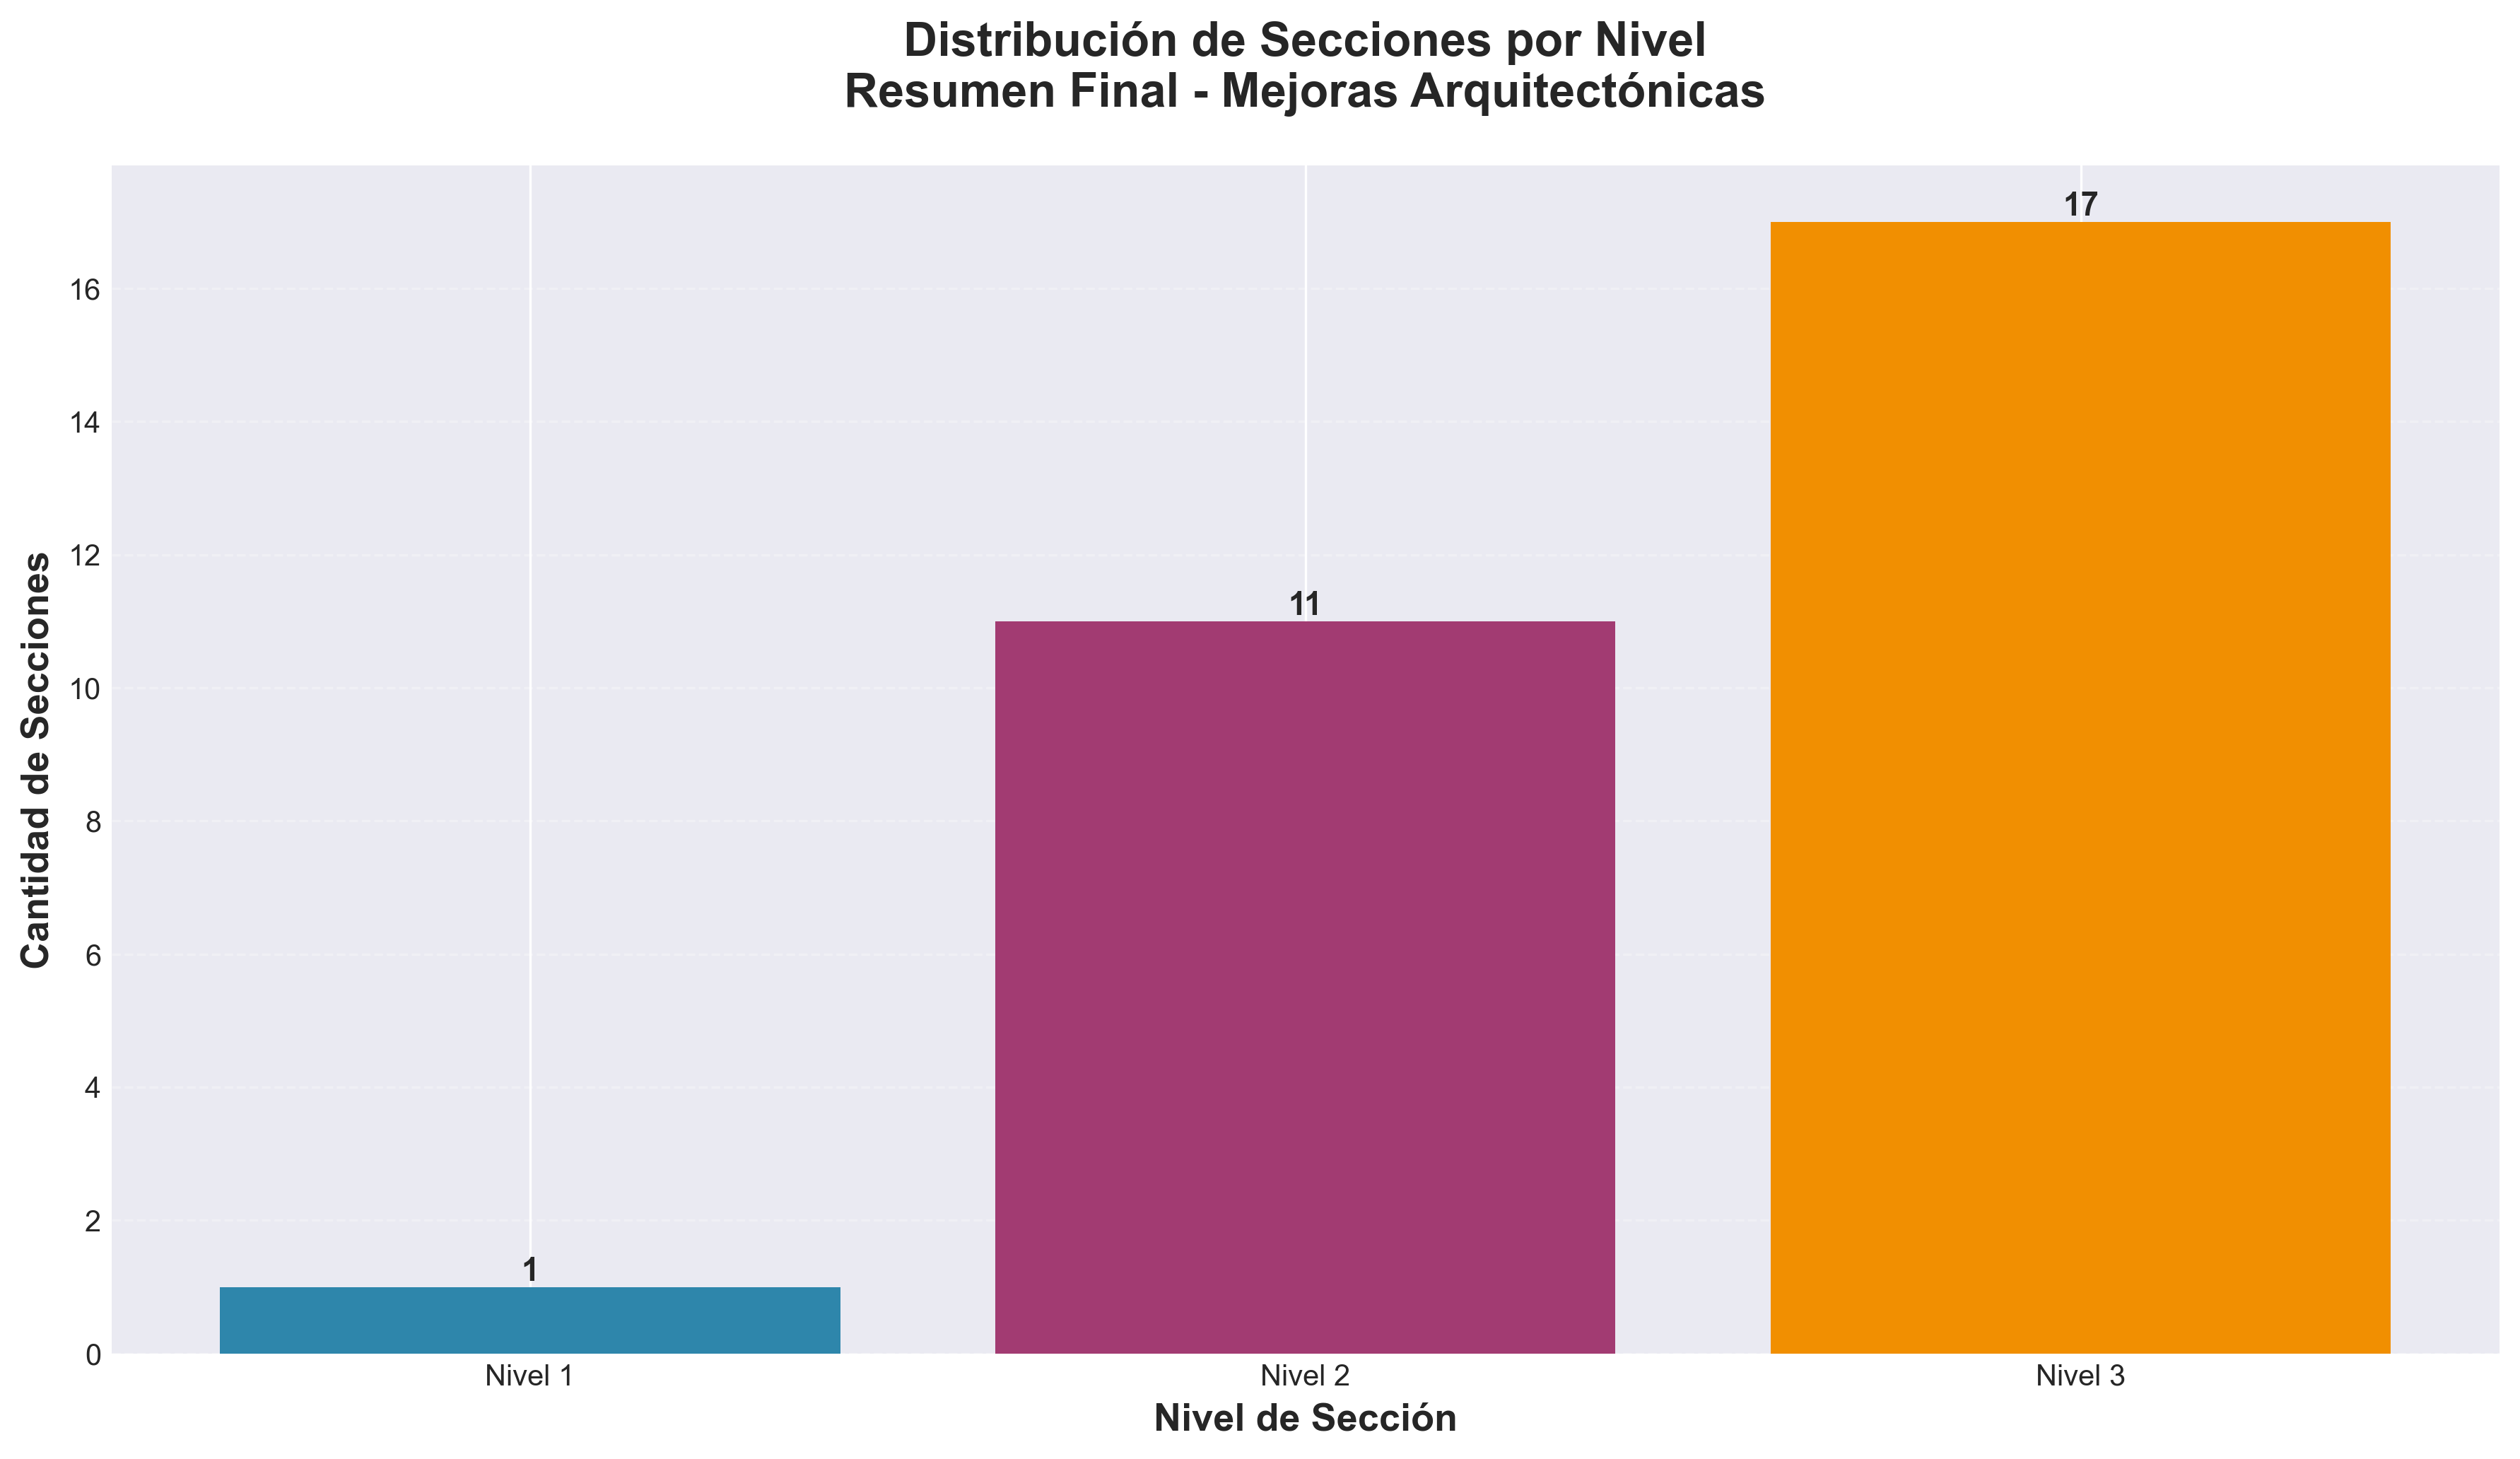 Distribución de Secciones por Nivel
Resumen Final - Mejoras Arquitectónicas
Cantidad de Secciones
16
14
12
10
8
6
4
2
0
1
11
17
Nivel 1
Nivel 2
Nivel 3
Nivel de Sección